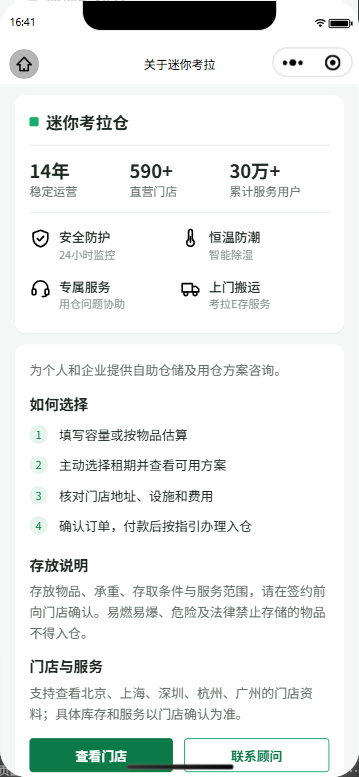 16:41
关于迷你考拉
迷你考拉仓
14年 590+ 30万+
稳定运营 直营门店 累计服务用户
安全防护 恒温防潮
24小时监控 智能除湿
专属服务 上门搬运
用仓问题协助 考拉E存服务
为个人和企业提供自助仓储及用仓方案咨询。
如何选择
1 填写容量或按物品估算
2 主动选择租期并查看可用方案
3 核对门店地址、设施和费用
4 确认订单，付款后按指引办理入仓
存放说明
存放物品、承重、存取条件与服务范围，请在签约前
向门店确认。易燃易爆、危险及法律禁止存储的物品
不得入仓。
门店与服务
支持查看北京、上海、深圳、杭州、广州的门店资
料；具体库存和服务以门店确认为准。
查看门店 联系顾问